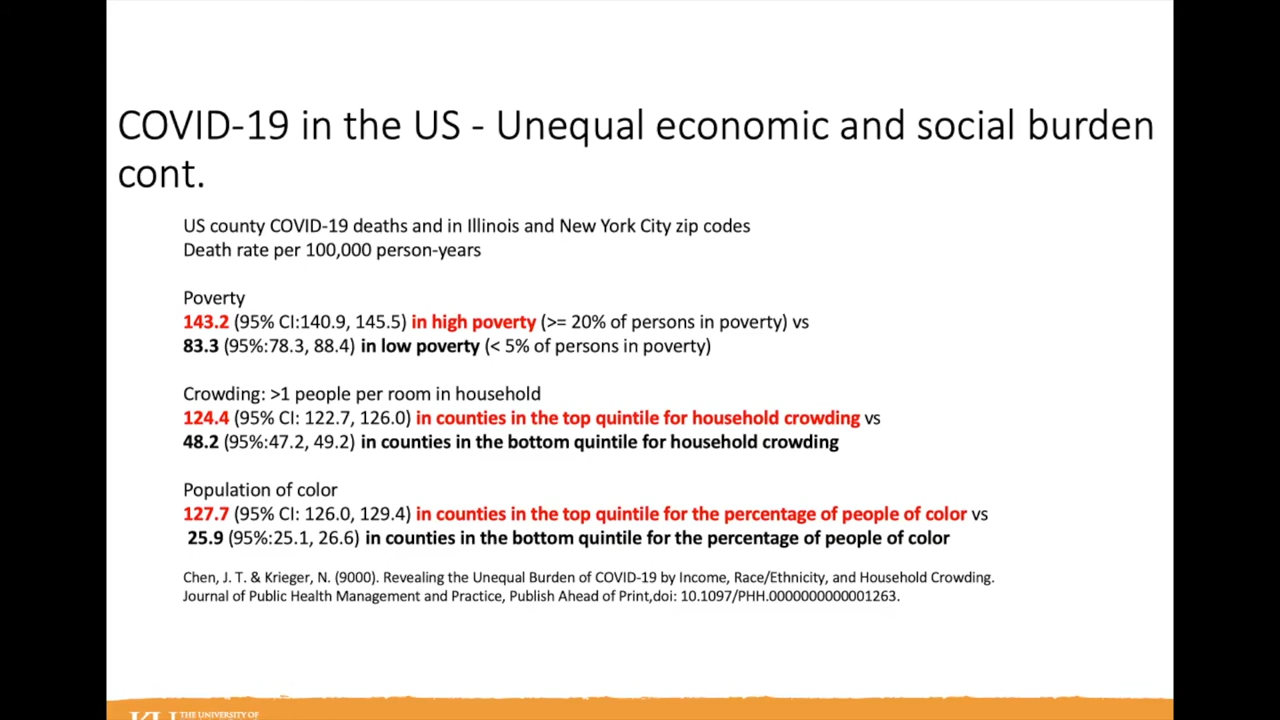 COVID-19 in the US - Unequal economic and social burden
cont.
US county COVID-19 deaths and in Illinois and New York City zip codes
Death rate per 100,000 person-years
Poverty
143.2 (95% CI:140.9, 145.5) in high poverty (>= 20% of persons in poverty) vs
83.3 (95%:78.3, 88.4) in low poverty (< 5% of persons in poverty)
Crowding: >1 people per room in household
124.4 (95% CI: 122.7, 126.0) in counties in the top quintile for household crowding vs
48.2 (95%:47.2, 49.2) in counties in the bottom quintile for household crowding
Population of color
127.7 (95% CI: 126.0, 129.4) in counties in the top quintile for the percentage of people of color vs
25.9 (95%:25.1, 26.6) in counties in the bottom quintile for the percentage of people of color
Chen, J. T. & Krieger, N. (9000). Revealing the Unequal Burden of COVID-19 by Income, Race/Ethnicity, and Household Crowding.
Journal of Public Health Management and Practice, Publish Ahead of Print,doi: 10.1097/PHH.0000000000001263.
THE UNIVERSITY OF